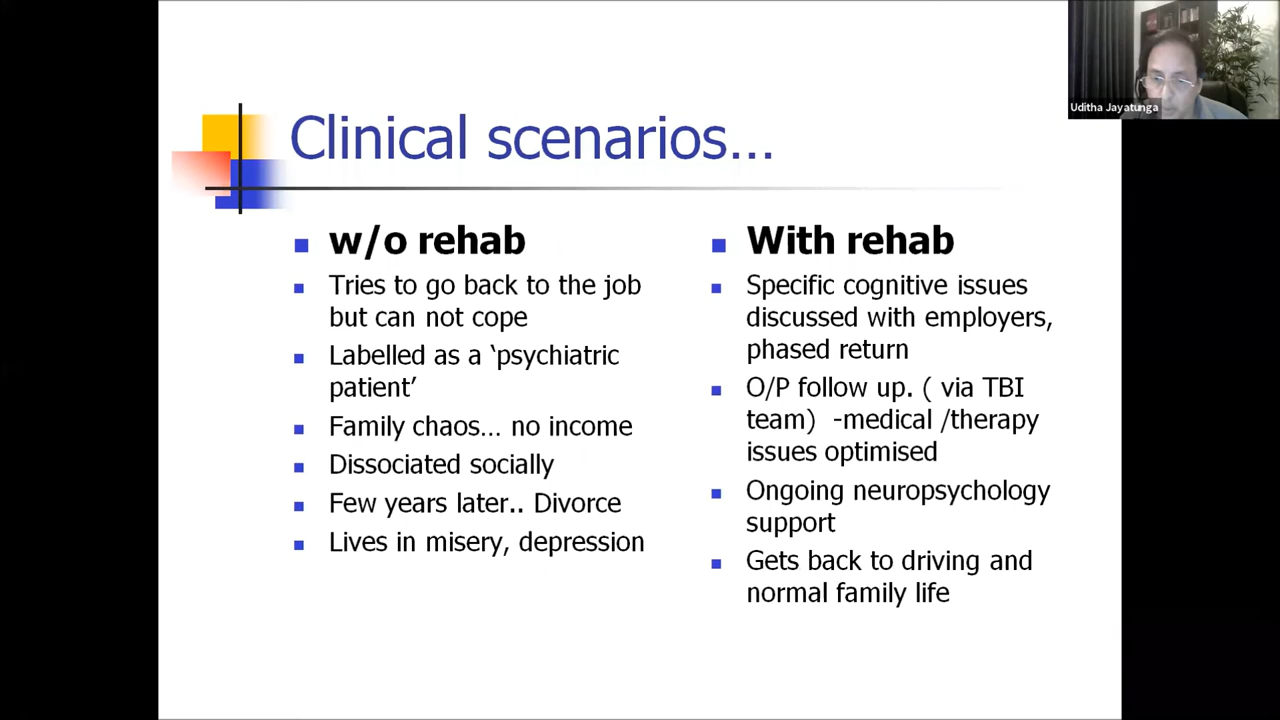 Uditha Jayatunga
Clinical scenarios...
w/o rehab
Tries to go back to the job
but can not cope
Labelled as a ‘psychiatric
patient’
Family chaos... no income
Dissociated socially
Few years later.. Divorce
Lives in misery, depression
With rehab
Specific cognitive issues
discussed with employers,
phased return
O/P follow up. ( via TBI
team)  -medical /therapy
issues optimised
Ongoing neuropsychology
support
Gets back to driving and
normal family life